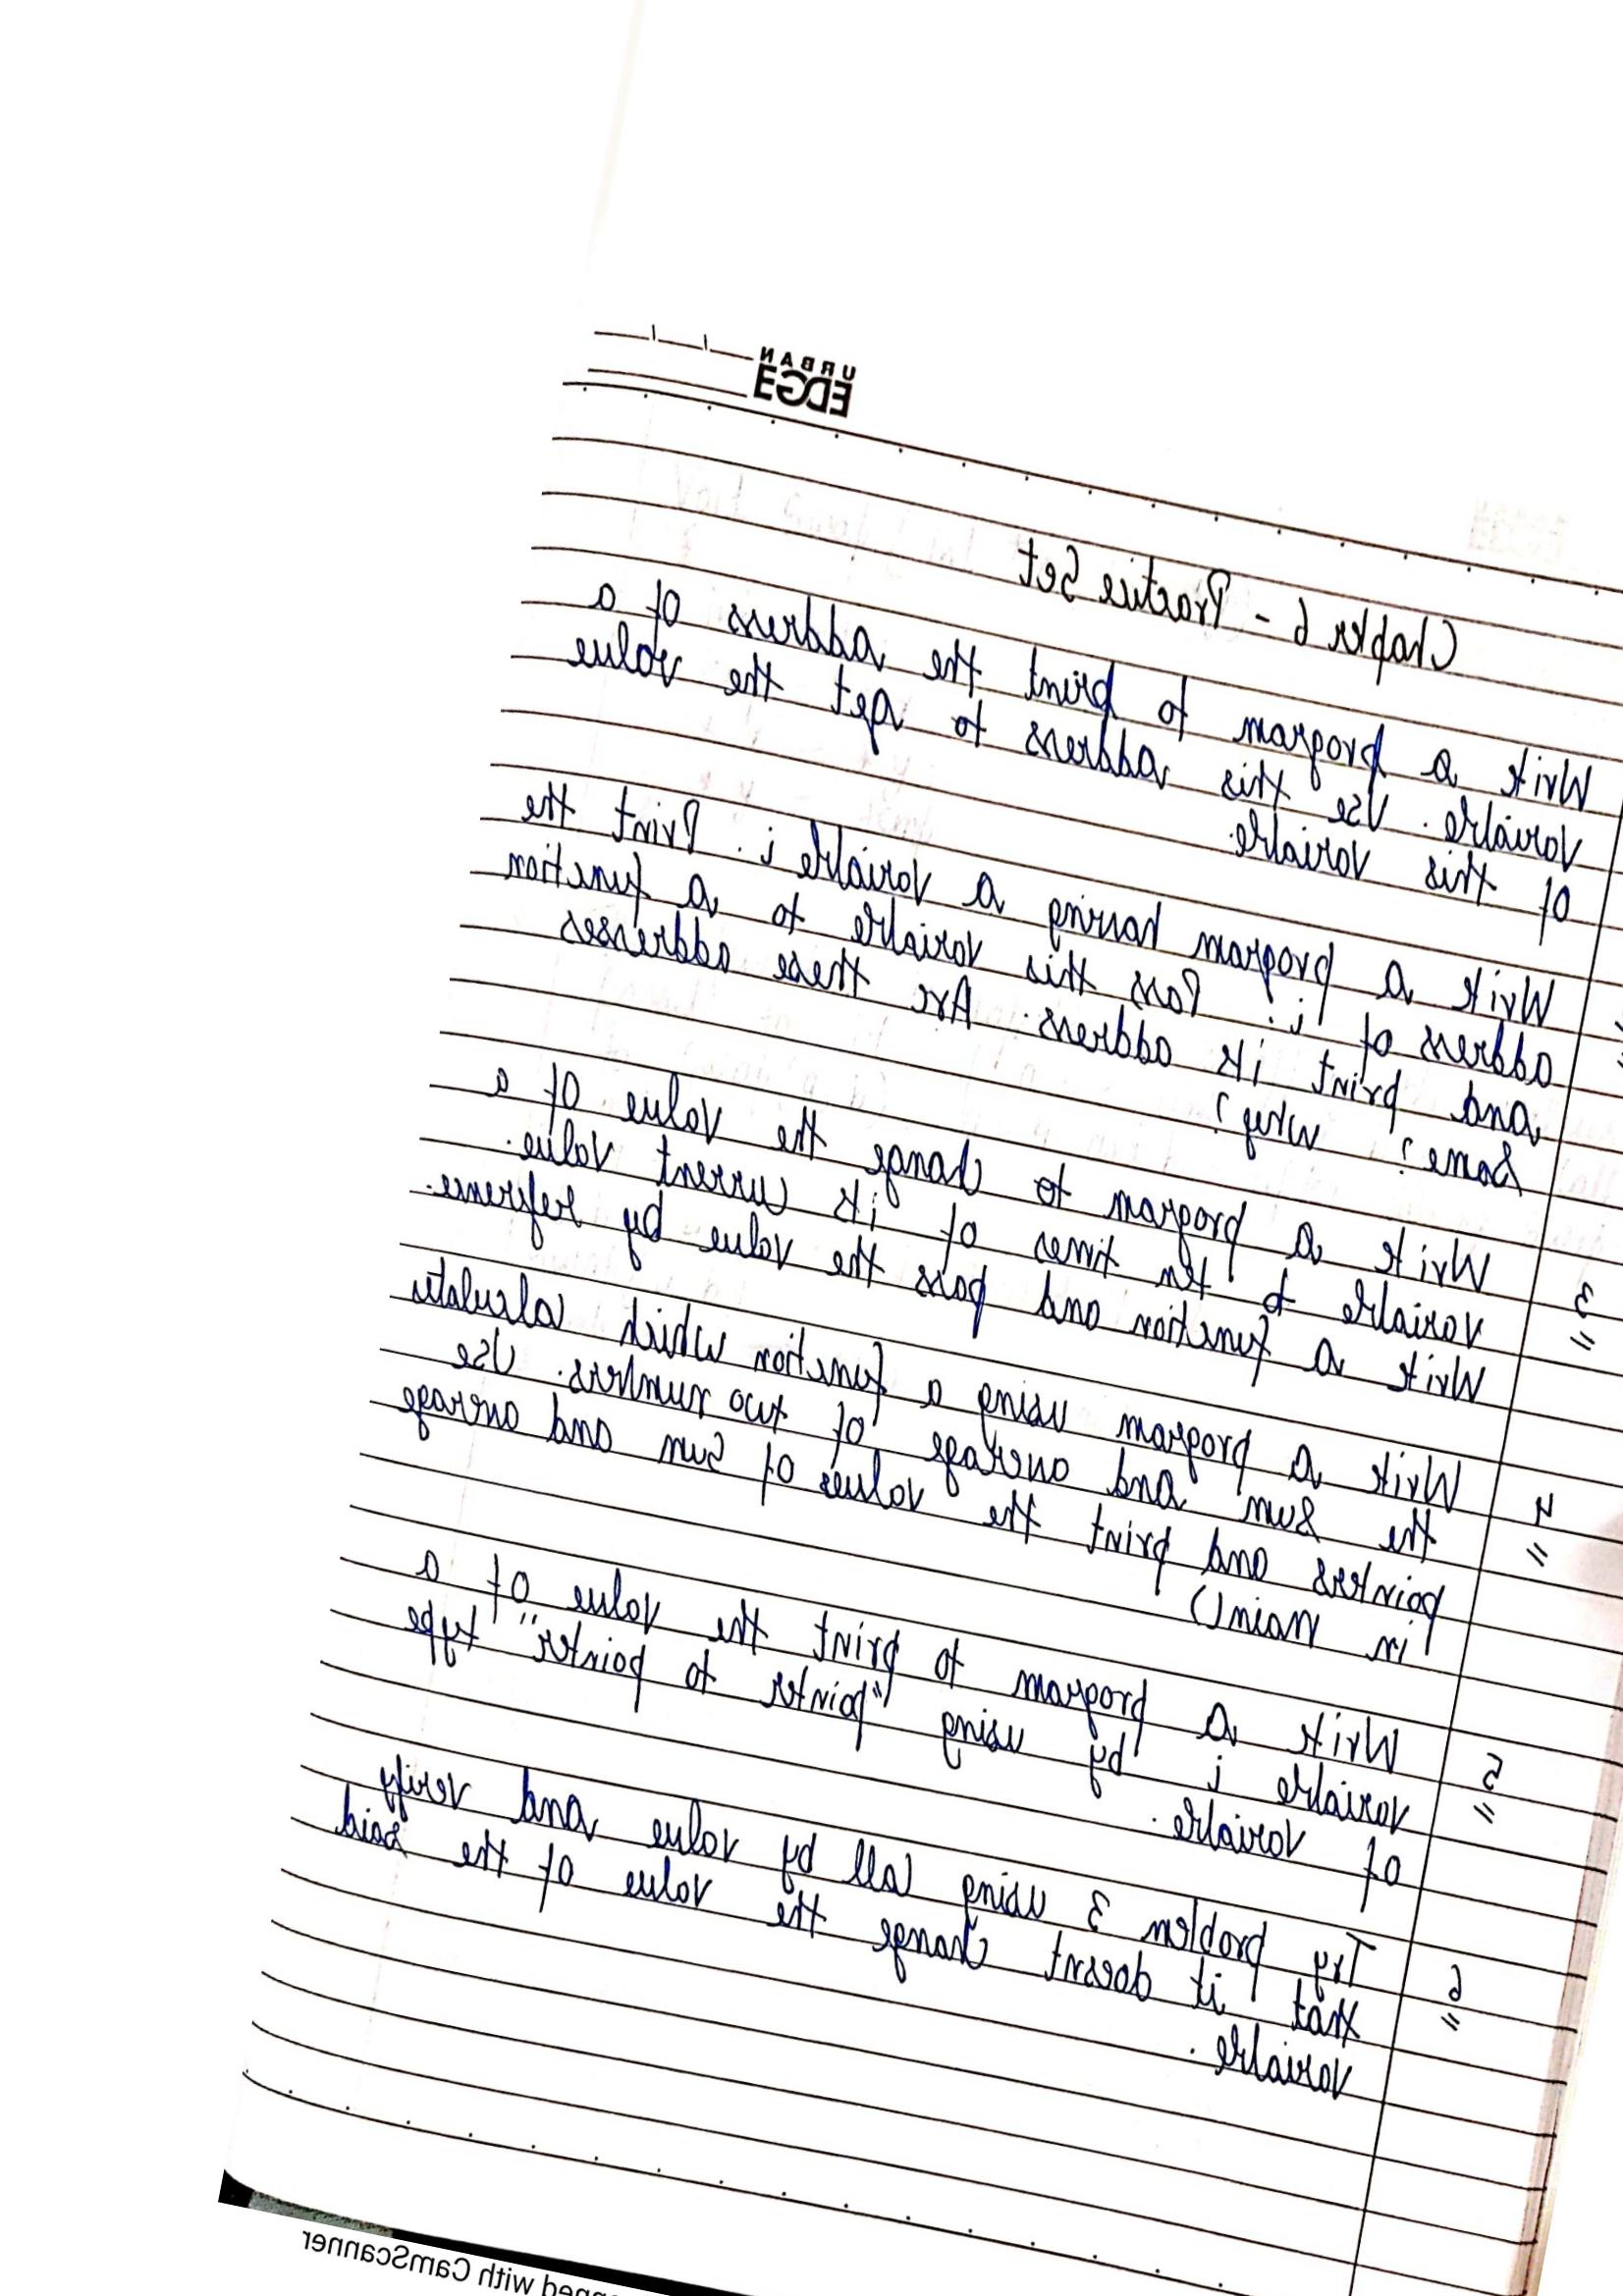 URBAN
EDGE
Chapter 6 - Practice Set
Write a program to print the address of a
variable. Use this address to get the value
of this variable.
Write a program having a variable i. Print the
address of i. Pass this variable to a function
and print its address. Are these addresses
Same? Why?
3 Write a program to change the value of a
variable to ten times of its current value.
Write a function and pass the value by reference.
4 Write a program using a function which calculates
the sum and average of two numbers. Use
pointers and print the values of sum and average
in main()
5 Write a program to print the value of a
variable i by using "pointer to pointer" type
of variable.
6 Try problem 3 using call by value and verify
that it doesnt change the value of the said
variable.
with CamScanner